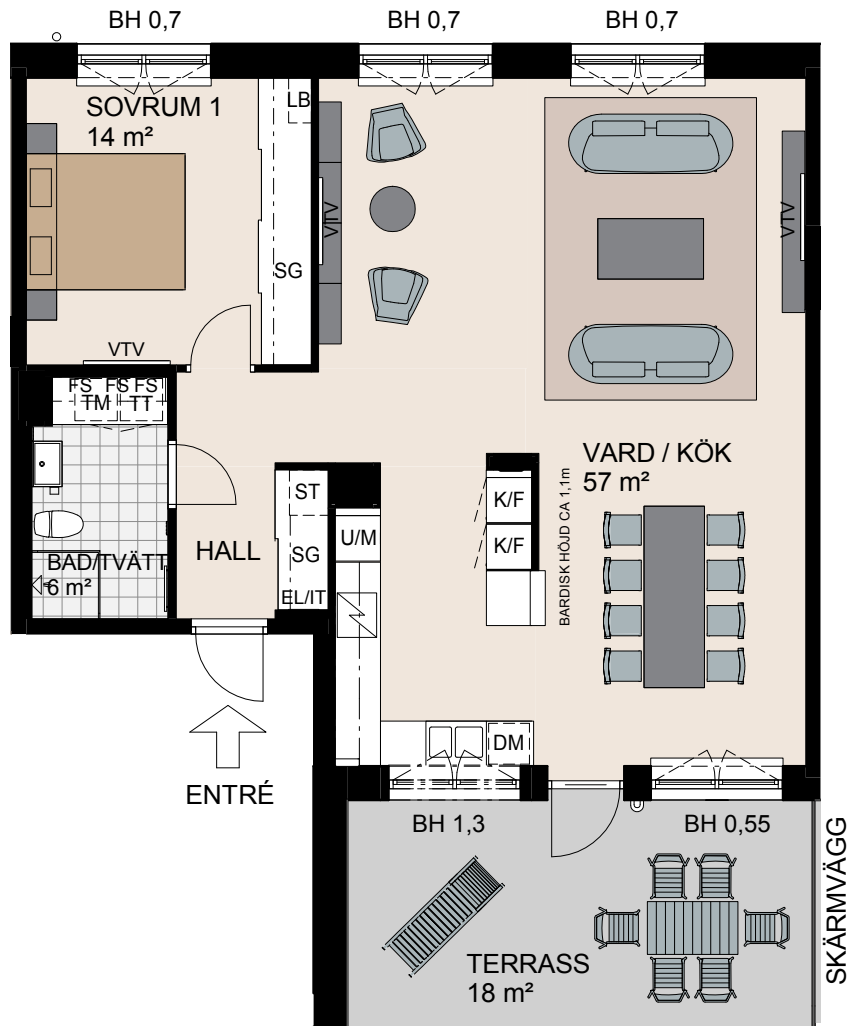 BH 0,7
BH 0,7
BH 0,7
SOVRUM 1
14 m²
LB
SG
VTV
VTV
VTV
FS FS FS
TM TT
VARD / KÖK
57 m²
BARDISK HÖJD CA 1,1m
K/F
K/F
ST
SG
EL/IT
U/M
HALL
BAD/TVÄTT
6 m²
DM
ENTRÉ
BH 1,3
BH 0,55
SKÄRMVÄGG
TERRASS
18 m²